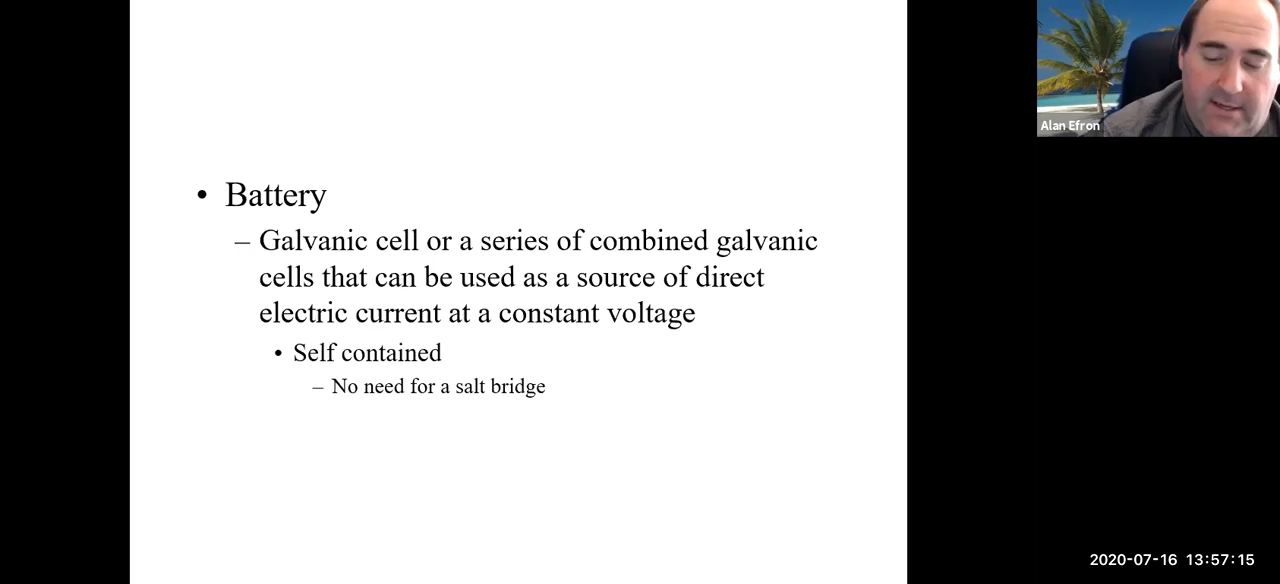 • Battery
– Galvanic cell or a series of combined galvanic
cells that can be used as a source of direct
electric current at a constant voltage
• Self contained
– No need for a salt bridge
Alan Efron
2020-07-16 13:57:15